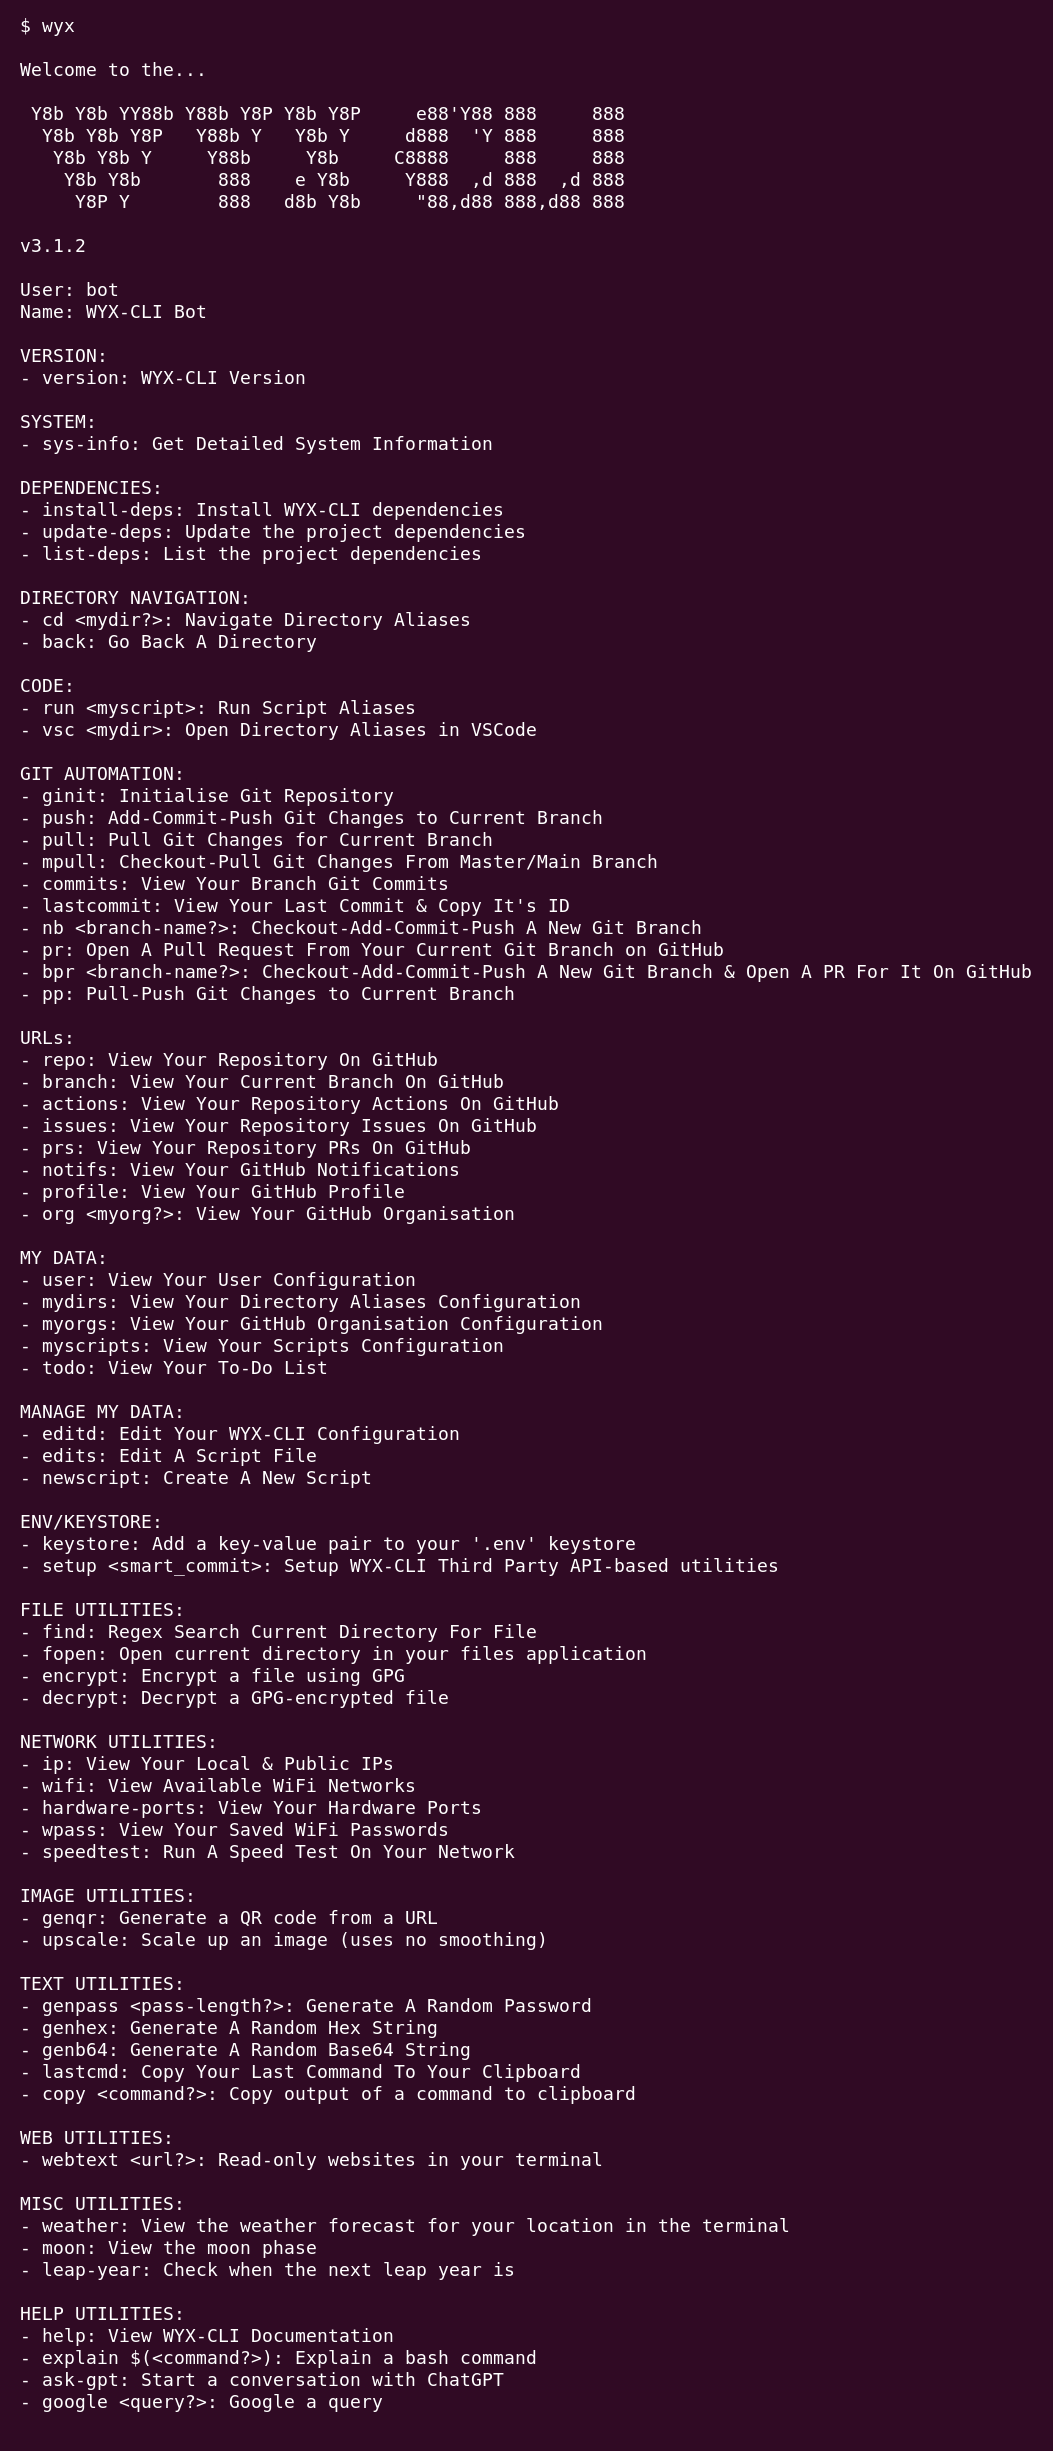 $ wyx
Welcome to the...
 Y8b Y8b YY88b Y88b Y8P Y8b Y8P     e88'Y88 888     888
  Y8b Y8b Y8P   Y88b Y   Y8b Y     d888  'Y 888     888
   Y8b Y8b Y     Y88b     Y8b     C8888     888     888
    Y8b Y8b       888    e Y8b     Y888  ,d 888  ,d 888
     Y8P Y        888   d8b Y8b     "88,d88 888,d88 888
v3.1.2
User: bot
Name: WYX-CLI Bot
VERSION:
- version: WYX-CLI Version
SYSTEM:
- sys-info: Get Detailed System Information
DEPENDENCIES:
- install-deps: Install WYX-CLI dependencies
- update-deps: Update the project dependencies
- list-deps: List the project dependencies
DIRECTORY NAVIGATION:
- cd <mydir?>: Navigate Directory Aliases
- back: Go Back A Directory
CODE:
- run <myscript>: Run Script Aliases
- vsc <mydir>: Open Directory Aliases in VSCode
GIT AUTOMATION:
- ginit: Initialise Git Repository
- push: Add-Commit-Push Git Changes to Current Branch
- pull: Pull Git Changes for Current Branch
- mpull: Checkout-Pull Git Changes From Master/Main Branch
- commits: View Your Branch Git Commits
- lastcommit: View Your Last Commit & Copy It's ID
- nb <branch-name?>: Checkout-Add-Commit-Push A New Git Branch
- pr: Open A Pull Request From Your Current Git Branch on GitHub
- bpr <branch-name?>: Checkout-Add-Commit-Push A New Git Branch & Open A PR For It On GitHub
- pp: Pull-Push Git Changes to Current Branch
URLs:
- repo: View Your Repository On GitHub
- branch: View Your Current Branch On GitHub
- actions: View Your Repository Actions On GitHub
- issues: View Your Repository Issues On GitHub
- prs: View Your Repository PRs On GitHub
- notifs: View Your GitHub Notifications
- profile: View Your GitHub Profile
- org <myorg?>: View Your GitHub Organisation
MY DATA:
- user: View Your User Configuration
- mydirs: View Your Directory Aliases Configuration
- myorgs: View Your GitHub Organisation Configuration
- myscripts: View Your Scripts Configuration
- todo: View Your To-Do List
MANAGE MY DATA:
- editd: Edit Your WYX-CLI Configuration
- edits: Edit A Script File
- newscript: Create A New Script
ENV/KEYSTORE:
- keystore: Add a key-value pair to your '.env' keystore
- setup <smart_commit>: Setup WYX-CLI Third Party API-based utilities
FILE UTILITIES:
- find: Regex Search Current Directory For File
- fopen: Open current directory in your files application
- encrypt: Encrypt a file using GPG
- decrypt: Decrypt a GPG-encrypted file
NETWORK UTILITIES:
- ip: View Your Local & Public IPs
- wifi: View Available WiFi Networks
- hardware-ports: View Your Hardware Ports
- wpass: View Your Saved WiFi Passwords
- speedtest: Run A Speed Test On Your Network
IMAGE UTILITIES:
- genqr: Generate a QR code from a URL
- upscale: Scale up an image (uses no smoothing)
TEXT UTILITIES:
- genpass <pass-length?>: Generate A Random Password
- genhex: Generate A Random Hex String
- genb64: Generate A Random Base64 String
- lastcmd: Copy Your Last Command To Your Clipboard
- copy <command?>: Copy output of a command to clipboard
WEB UTILITIES:
- webtext <url?>: Read-only websites in your terminal
MISC UTILITIES:
- weather: View the weather forecast for your location in the terminal
- moon: View the moon phase
- leap-year: Check when the next leap year is
HELP UTILITIES:
- help: View WYX-CLI Documentation
- explain $(<command?>): Explain a bash command
- ask-gpt: Start a conversation with ChatGPT
- google <query?>: Google a query